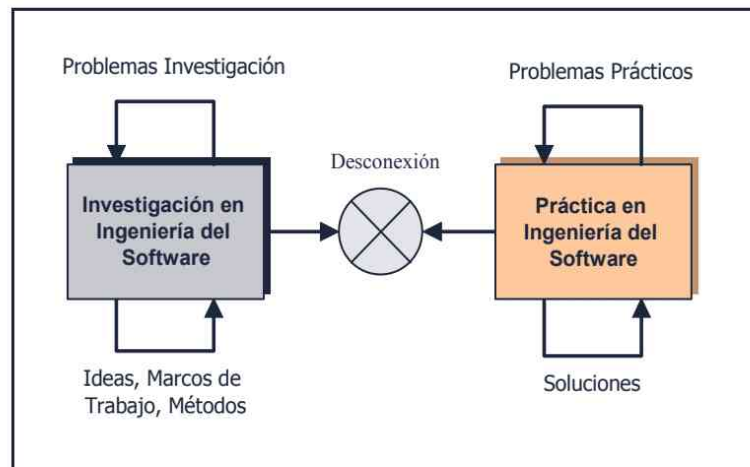 Problemas Investigación
Problemas Prácticos
Desconexión
Investigación en
Ingeniería del
Software
Práctica en
Ingeniería del
Software
Ideas, Marcos de
Trabajo, Métodos
Soluciones